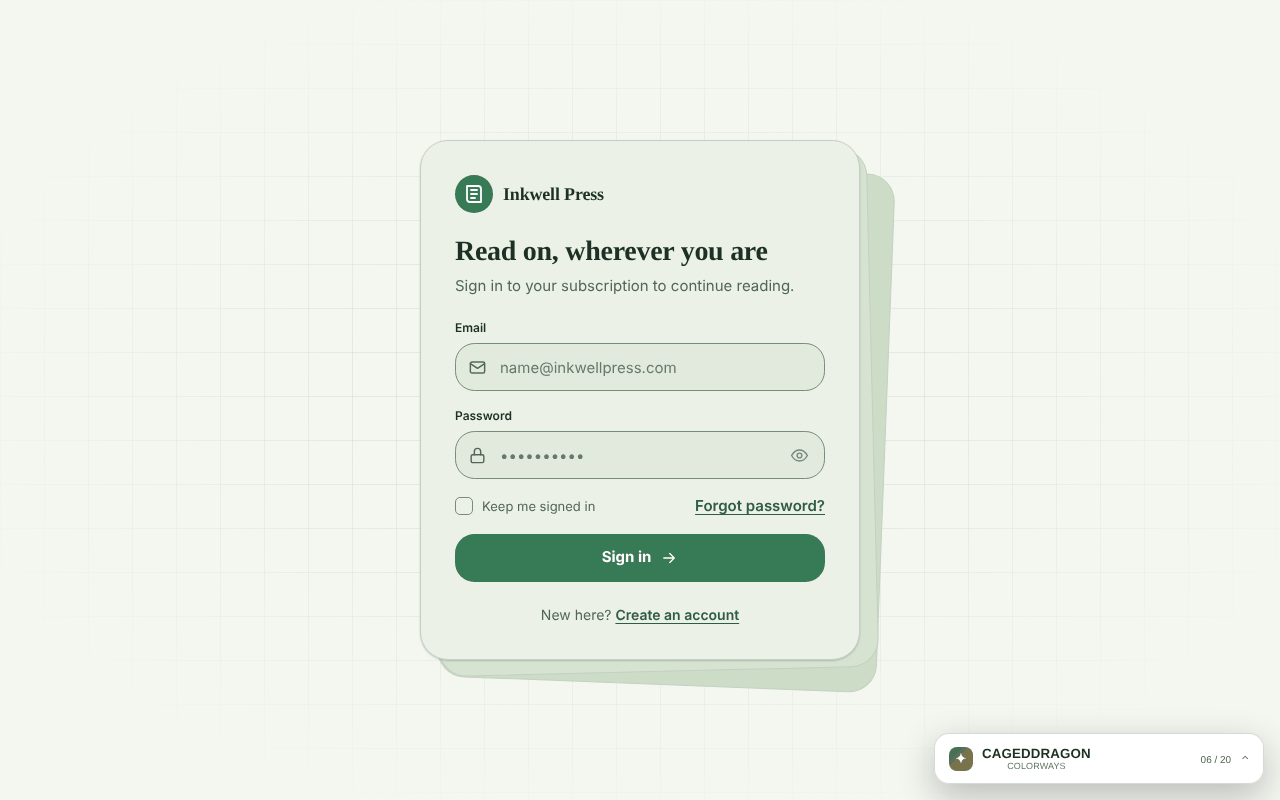 Inkwell Press
Read on, wherever you are
Sign in to your subscription to continue reading.
Email
name@inkwellpress.com
Password
••••••••••
Keep me signed in
Forgot password?
Sign in →
New here? Create an account
CAGEDDRAGON
COLORWAYS
06 / 20